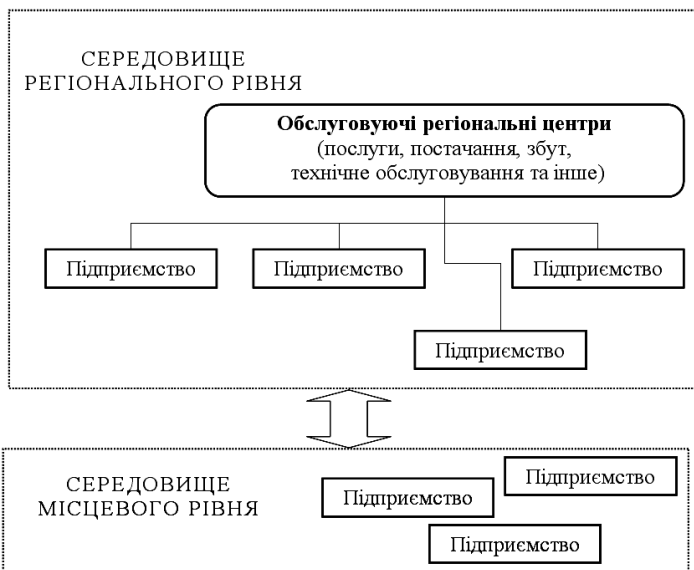 СЕРЕДОВИЩЕ
РЕГІОНАЛЬНОГО РІВНЯ
Обслуговуючі регіональні центри
(послуги, постачання, збут,
технічне обслуговування та інше)
Підприємство
Підприємство
Підприємство
Підприємство
СЕРЕДОВИЩЕ
МІСЦЕВОГО РІВНЯ
Підприємство
Підприємство
Підприємство